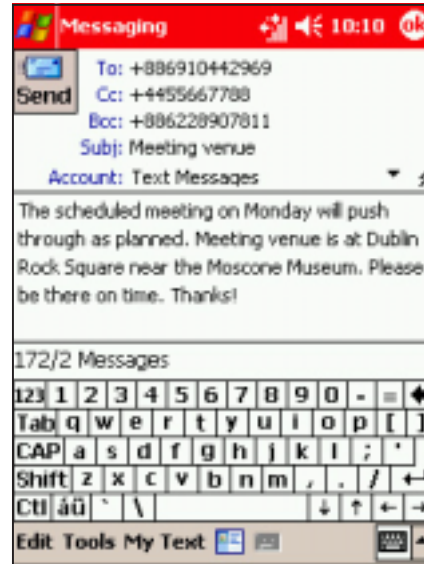 Messaging 10:10 ok
Send
To: +886910442969
Cc: +4455667788
Bcc: +886228907811
Subj: Meeting venue
Account: Text Messages
The scheduled meeting on Monday will push
through as planned. Meeting venue is at Dublin
Rock Square near the Moscone Museum. Please
be there on time. Thanks!
172/2 Messages
123 1 2 3 4 5 6 7 8 9 0 - =
Tab q w e r t y u i o p [ ]
CAP a s d f g h j k l ; '
Shift z x c v b n m , . /
Ctl áü ` \
Edit Tools My Text